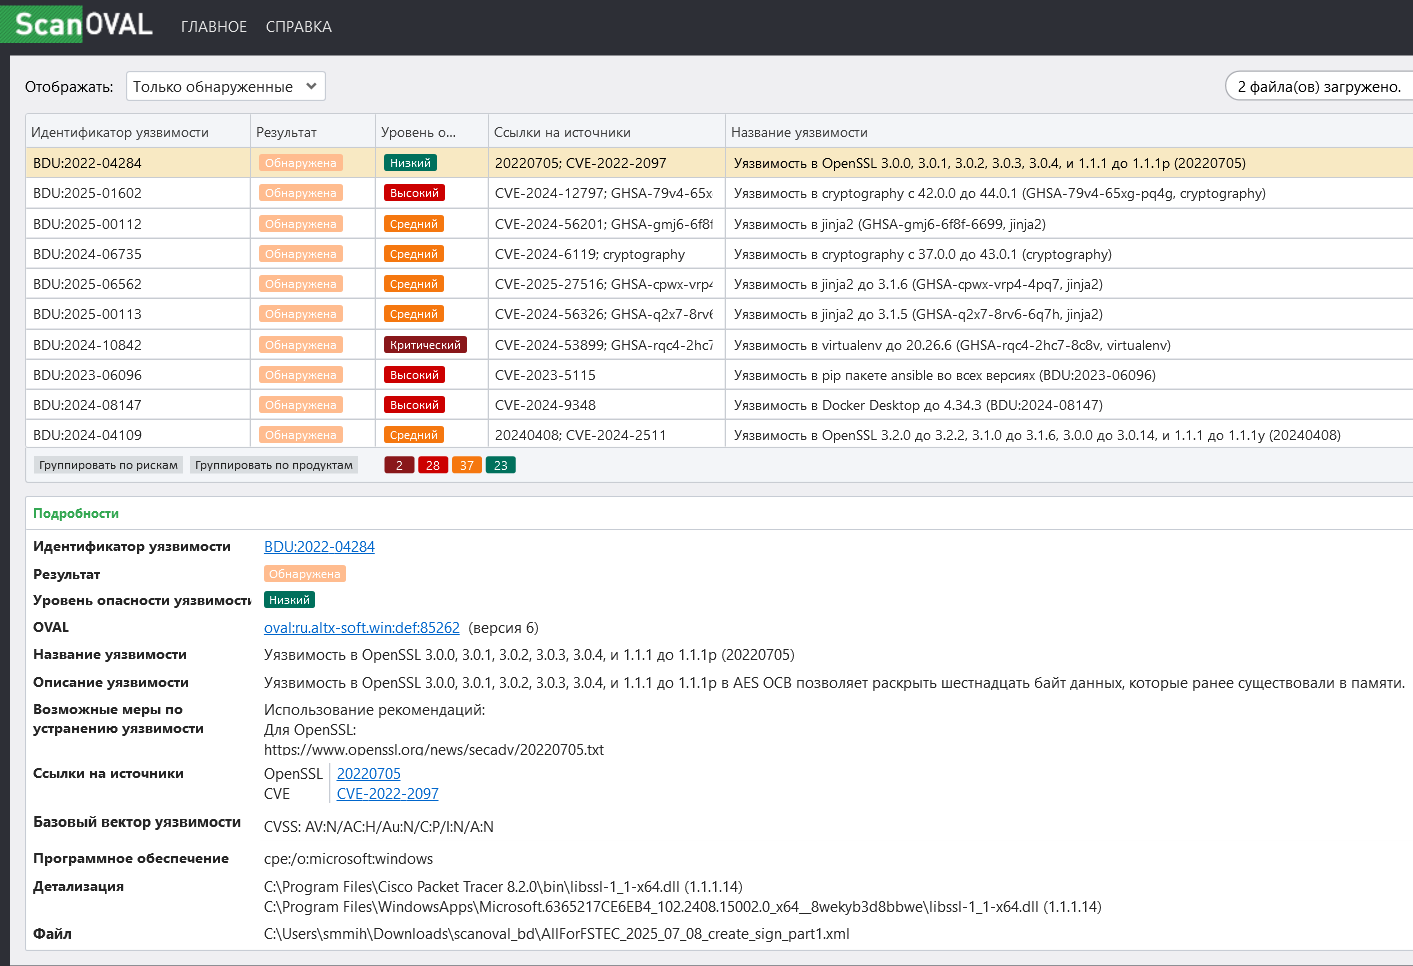 ScanOVAL ГЛАВНОЕ СПРАВКА
Отображать: Только обнаруженные 2 файла(ов) загружено.
Идентификатор уязвимости Результат Уровень о... Ссылки на источники Название уязвимости
BDU:2022-04284 Обнаружена Низкий 20220705; CVE-2022-2097 Уязвимость в OpenSSL 3.0.0, 3.0.1, 3.0.2, 3.0.3, 3.0.4, и 1.1.1 до 1.1.1p (20220705)
BDU:2025-01602 Обнаружена Высокий CVE-2024-12797; GHSA-79v4-65x Уязвимость в cryptography с 42.0.0 до 44.0.1 (GHSA-79v4-65xg-pq4g, cryptography)
BDU:2025-00112 Обнаружена Средний CVE-2024-56201; GHSA-gmj6-6f8f Уязвимость в jinja2 (GHSA-gmj6-6f8f-6699, jinja2)
BDU:2024-06735 Обнаружена Средний CVE-2024-6119; cryptography Уязвимость в cryptography с 37.0.0 до 43.0.1 (cryptography)
BDU:2025-06562 Обнаружена Средний CVE-2025-27516; GHSA-cpwx-vrp4 Уязвимость в jinja2 до 3.1.6 (GHSA-cpwx-vrp4-4pq7, jinja2)
BDU:2025-00113 Обнаружена Средний CVE-2024-56326; GHSA-q2x7-8rv6 Уязвимость в jinja2 до 3.1.5 (GHSA-q2x7-8rv6-6q7h, jinja2)
BDU:2024-10842 Обнаружена Критический CVE-2024-53899; GHSA-rqc4-2hc7 Уязвимость в virtualenv до 20.26.6 (GHSA-rqc4-2hc7-8c8v, virtualenv)
BDU:2023-06096 Обнаружена Высокий CVE-2023-5115 Уязвимость в pip пакете ansible во всех версиях (BDU:2023-06096)
BDU:2024-08147 Обнаружена Высокий CVE-2024-9348 Уязвимость в Docker Desktop до 4.34.3 (BDU:2024-08147)
BDU:2024-04109 Обнаружена Средний 20240408; CVE-2024-2511 Уязвимость в OpenSSL 3.2.0 до 3.2.2, 3.1.0 до 3.1.6, 3.0.0 до 3.0.14, и 1.1.1 до 1.1.1y (20240408)
Группировать по рискам Группировать по продуктам 2 28 37 23
Подробности
Идентификатор уязвимости BDU:2022-04284
Результат Обнаружена
Уровень опасности уязвимости Низкий
OVAL oval:ru.altx-soft.win:def:85262 (версия 6)
Название уязвимости Уязвимость в OpenSSL 3.0.0, 3.0.1, 3.0.2, 3.0.3, 3.0.4, и 1.1.1 до 1.1.1p (20220705)
Описание уязвимости Уязвимость в OpenSSL 3.0.0, 3.0.1, 3.0.2, 3.0.3, 3.0.4, и 1.1.1 до 1.1.1p в AES OCB позволяет раскрыть шестнадцать байт данных, которые ранее существовали в памяти.
Возможные меры по устранению уязвимости Использование рекомендаций:
Для OpenSSL:
https://www.openssl.org/news/secadv/20220705.txt
Ссылки на источники OpenSSL 20220705
CVE CVE-2022-2097
Базовый вектор уязвимости CVSS: AV:N/AC:H/Au:N/C:P/I:N/A:N
Программное обеспечение cpe:/o:microsoft:windows
Детализация C:\Program Files\Cisco Packet Tracer 8.2.0\bin\libssl-1_1-x64.dll (1.1.1.14)
C:\Program Files\WindowsApps\Microsoft.6365217CE6EB4_102.2408.15002.0_x64__8wekyb3d8bbwe\libssl-1_1-x64.dll (1.1.1.14)
Файл C:\Users\smmih\Downloads\scanoval_bd\AllForFSTEC_2025_07_08_create_sign_part1.xml